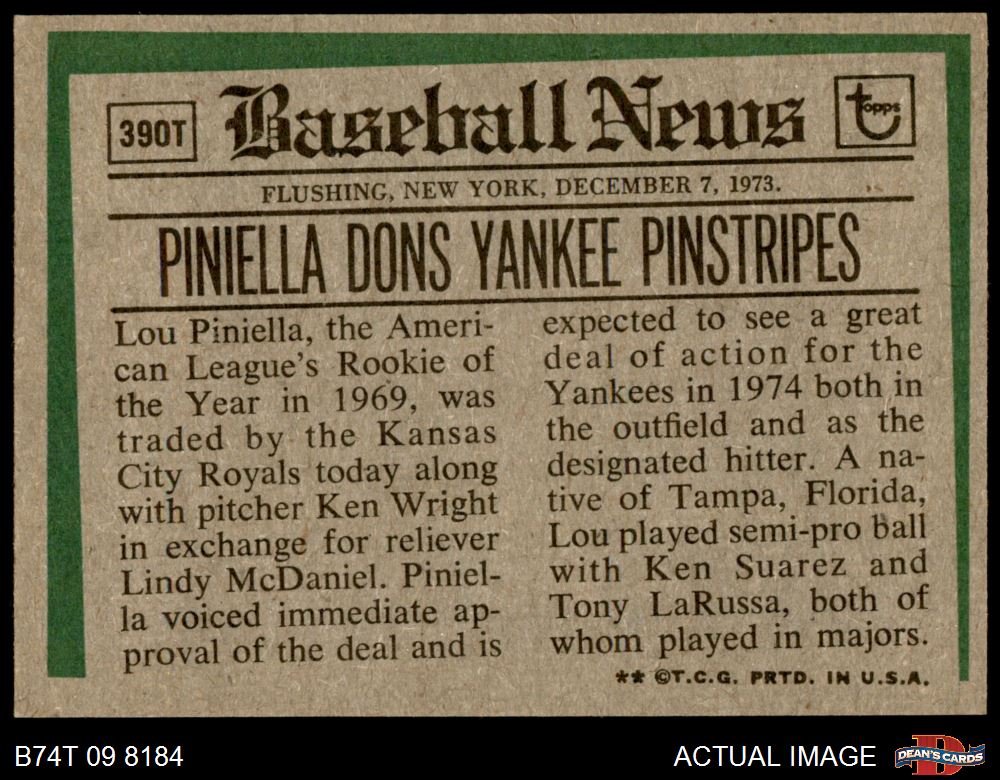 390T
Baseball News
topps
FLUSHING, NEW YORK, DECEMBER 7, 1973.
PINIELLA DONS YANKEE PINSTRIPES
Lou Piniella, the Ameri-
can League's Rookie of
the Year in 1969, was
traded by the Kansas
City Royals today along
with pitcher Ken Wright
in exchange for reliever
Lindy McDaniel. Piniel-
la voiced immediate ap-
proval of the deal and is
expected to see a great
deal of action for the
Yankees in 1974 both in
the outfield and as the
designated hitter. A na-
tive of Tampa, Florida,
Lou played semi-pro ball
with Ken Suarez and
Tony LaRussa, both of
whom played in majors.
** ©T.C.G. PRTD. IN U.S.A.
B74T 09 8184
ACTUAL IMAGE
DEAN'S CARDS